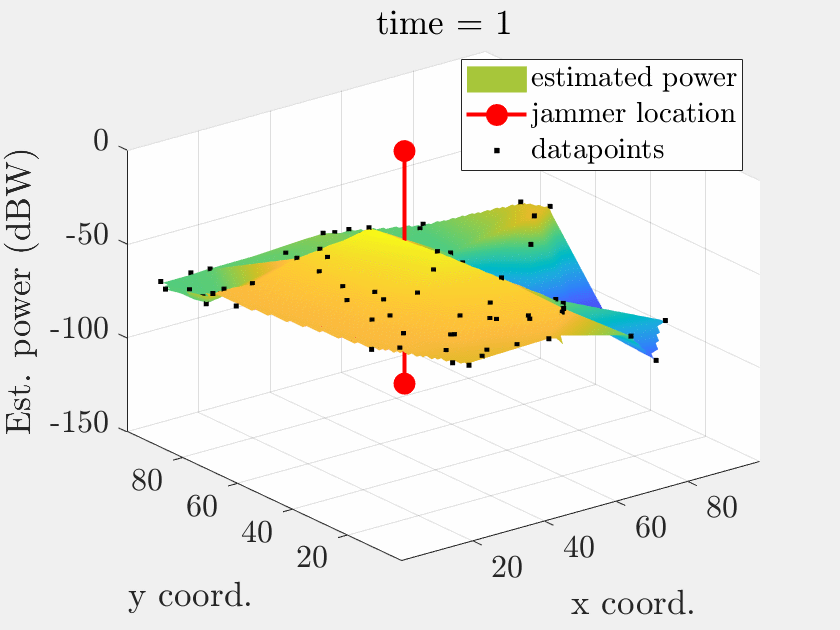 time = 1
estimated power
jammer location
datapoints
Est. power (dBW)
0
-50
-100
-150
80
60
40
20
y coord.
20
40
60
80
x coord.